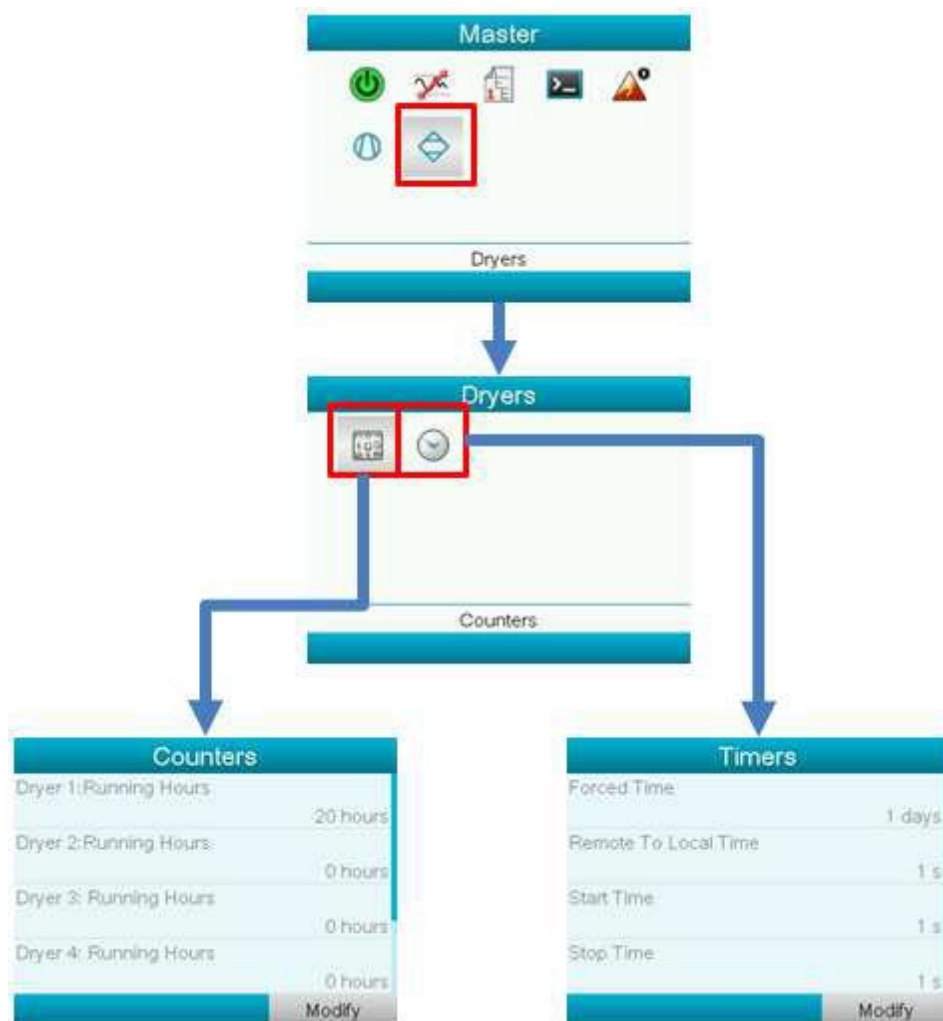 Master
Dryers
Dryers
Counters
Counters
Dryer 1:Running Hours
20 hours
Dryer 2:Running Hours
0 hours
Dryer 3: Running Hours
0 hours
Dryer 4: Running Hours
0 hours
Modify
Timers
Forced Time
1 days
Remote To Local Time
1 s
Start Time
1 s
Stop Time
1 s
Modify